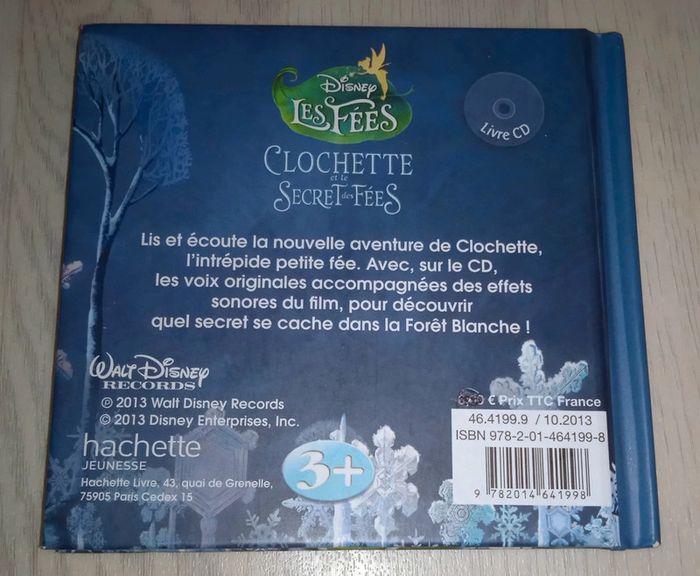 Disney
Les Fées
Livre CD
Clochette
et le
Secret des Fées
Lis et écoute la nouvelle aventure de Clochette,
l'intrépide petite fée. Avec, sur le CD,
les voix originales accompagnées des effets
sonores du film, pour découvrir
quel secret se cache dans la Forêt Blanche !
Walt Disney
RECORDS
℗ 2013 Walt Disney Records
© 2013 Disney Enterprises, Inc.
hachette
JEUNESSE
Hachette Livre, 43, quai de Grenelle,
75905 Paris Cedex 15
3+
€ Prix TTC France
46.4199.9 / 10.2013
ISBN 978-2-01-464199-8
9 782014 641998